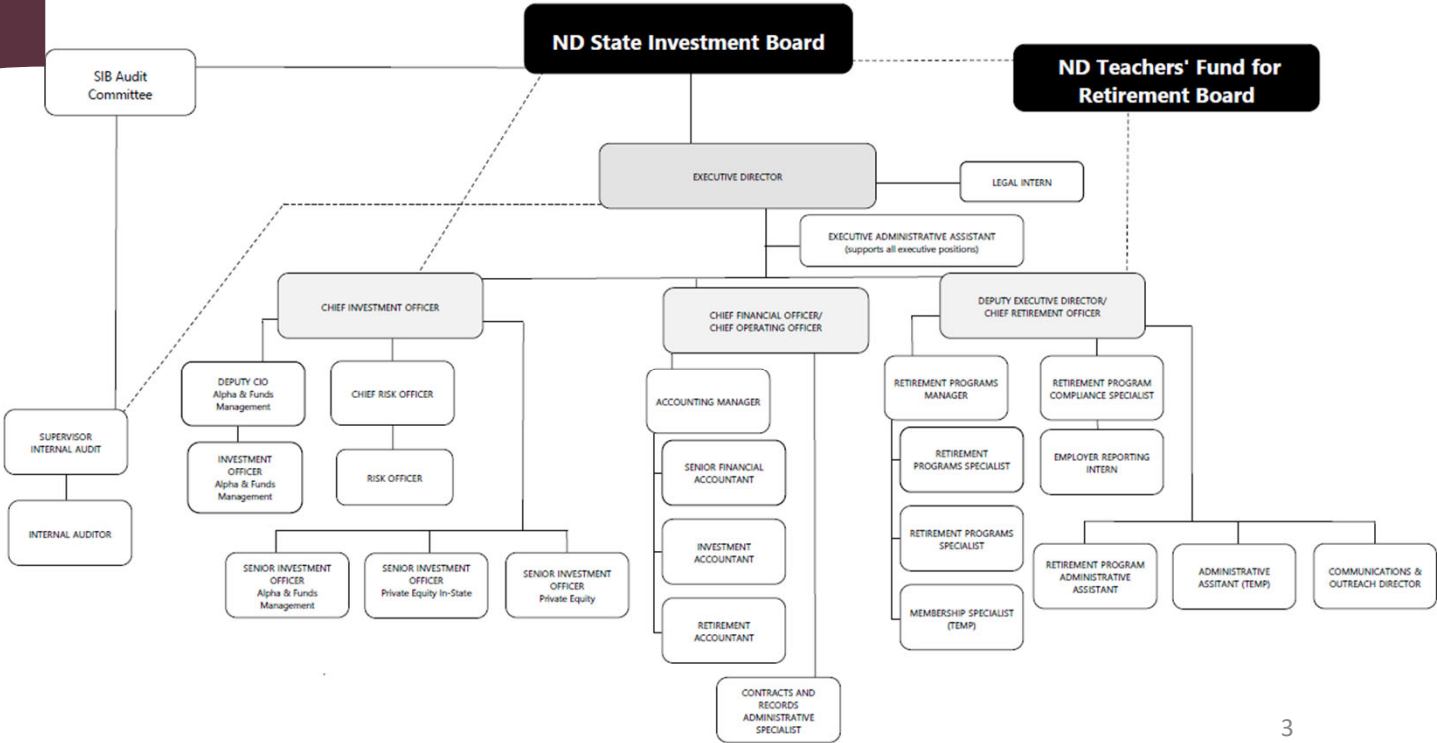 ND State Investment Board
SIB Audit
Committee
ND Teachers' Fund for
Retirement Board
EXECUTIVE DIRECTOR
LEGAL INTERN
EXECUTIVE ADMINISTRATIVE ASSISTANT
(supports all executive positions)
CHIEF INVESTMENT OFFICER
CHIEF FINANCIAL OFFICER/
CHIEF OPERATING OFFICER
DEPUTY EXECUTIVE DIRECTOR/
CHIEF RETIREMENT OFFICER
DEPUTY CIO
Alpha & Funds
Management
CHIEF RISK OFFICER
ACCOUNTING MANAGER
RETIREMENT PROGRAMS
MANAGER
RETIREMENT PROGRAM
COMPLIANCE SPECIALIST
SUPERVISOR
INTERNAL AUDIT
INVESTMENT
OFFICER
Alpha & Funds
Management
RISK OFFICER
SENIOR FINANCIAL
ACCOUNTANT
RETIREMENT
PROGRAMS SPECIALIST
EMPLOYER REPORTING
INTERN
INTERNAL AUDITOR
INVESTMENT
ACCOUNTANT
RETIREMENT PROGRAMS
SPECIALIST
SENIOR INVESTMENT
OFFICER
Alpha & Funds
Management
SENIOR INVESTMENT
OFFICER
Private Equity In-State
SENIOR INVESTMENT
OFFICER
Private Equity
RETIREMENT PROGRAM
ADMINISTRATIVE
ASSISTANT
ADMINISTRATIVE
ASSITANT (TEMP)
COMMUNICATIONS &
OUTREACH DIRECTOR
RETIREMENT
ACCOUNTANT
MEMBERSHIP SPECIALIST
(TEMP)
CONTRACTS AND
RECORDS
ADMINISTRATIVE
SPECIALIST
3